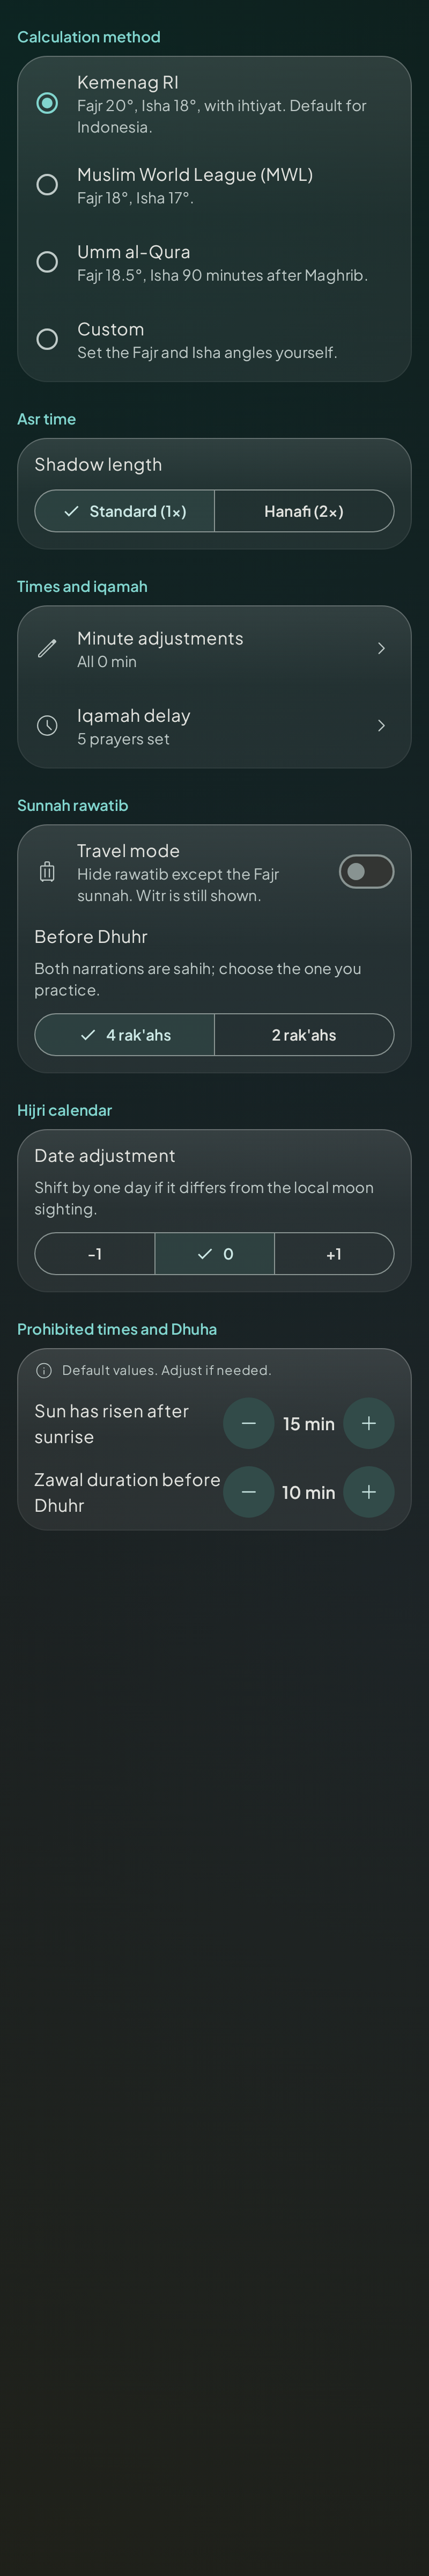 Calculation method
Kemenag RI
Fajr 20°, Isha 18°, with ihtiyat. Default for
Indonesia.
Muslim World League (MWL)
Fajr 18°, Isha 17°.
Umm al-Qura
Fajr 18.5°, Isha 90 minutes after Maghrib.
Custom
Set the Fajr and Isha angles yourself.
Asr time
Shadow length
Standard (1×)
Hanafi (2×)
Times and iqamah
Minute adjustments
All 0 min
Iqamah delay
5 prayers set
Sunnah rawatib
Travel mode
Hide rawatib except the Fajr
sunnah. Witr is still shown.
Before Dhuhr
Both narrations are sahih; choose the one you
practice.
4 rak'ahs
2 rak'ahs
Hijri calendar
Date adjustment
Shift by one day if it differs from the local moon
sighting.
-1
0
+1
Prohibited times and Dhuha
Default values. Adjust if needed.
Sun has risen after
sunrise
15 min
Zawal duration before
Dhuhr
10 min